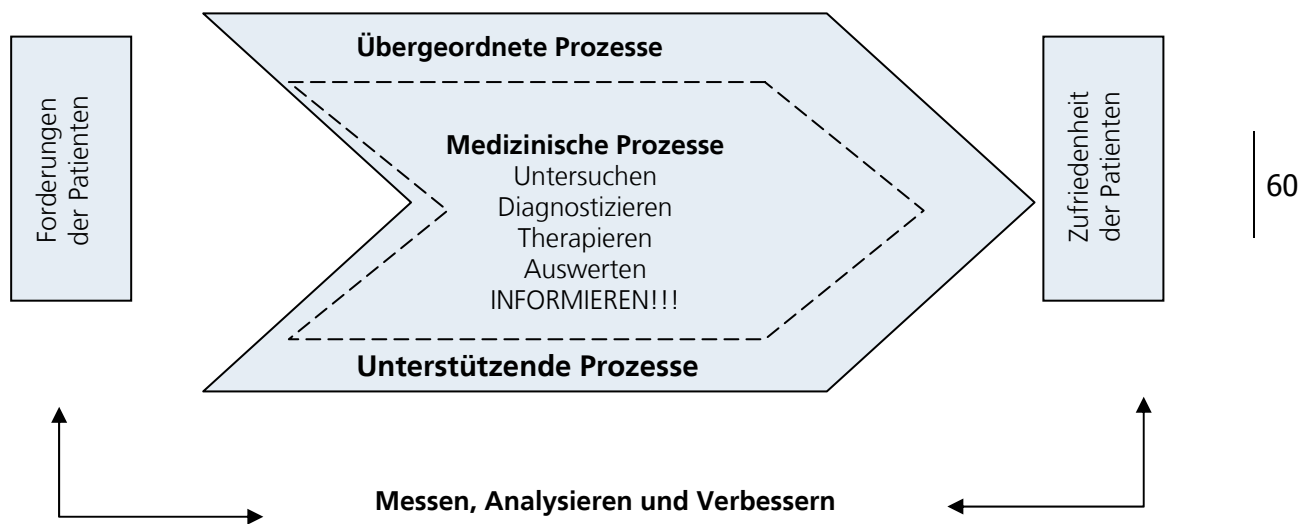 Forderungen
der Patienten
Übergeordnete Prozesse
Medizinische Prozesse
Untersuchen
Diagnostizieren
Therapieren
Auswerten
INFORMIEREN!!!
Unterstützende Prozesse
Zufriedenheit
der Patienten
60
Messen, Analysieren und Verbessern